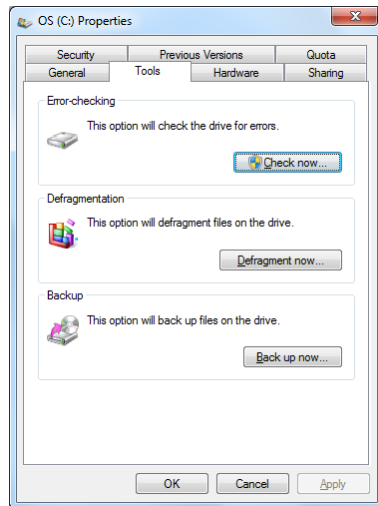 OS (C:) Properties
Security Previous Versions Quota
General Tools Hardware Sharing
Error-checking
This option will check the drive for errors.
Check now...
Defragmentation
This option will defragment files on the drive.
Defragment now...
Backup
This option will back up files on the drive.
Back up now...
OK Cancel Apply